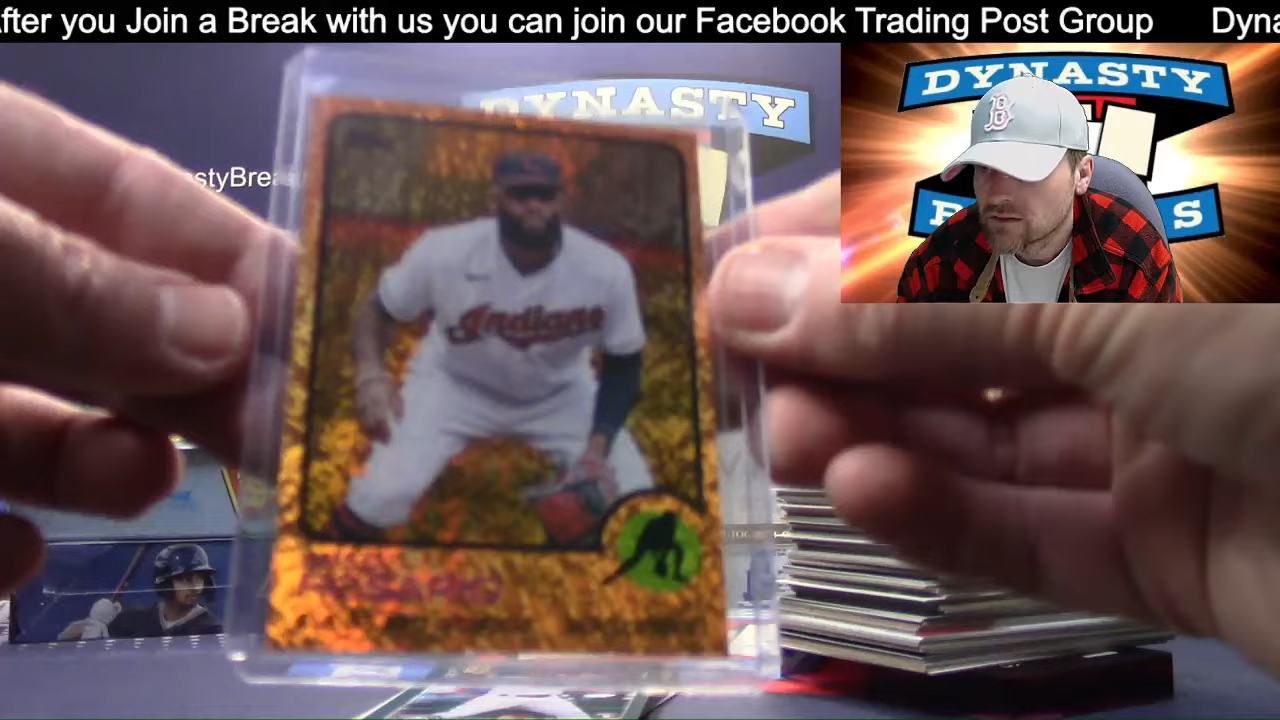 fter you Join a Break with us you can join our Facebook Trading Post Group Dyna
DYNASTY
DYNASTY
styBrea
Indians
B
B S
ROSARIO